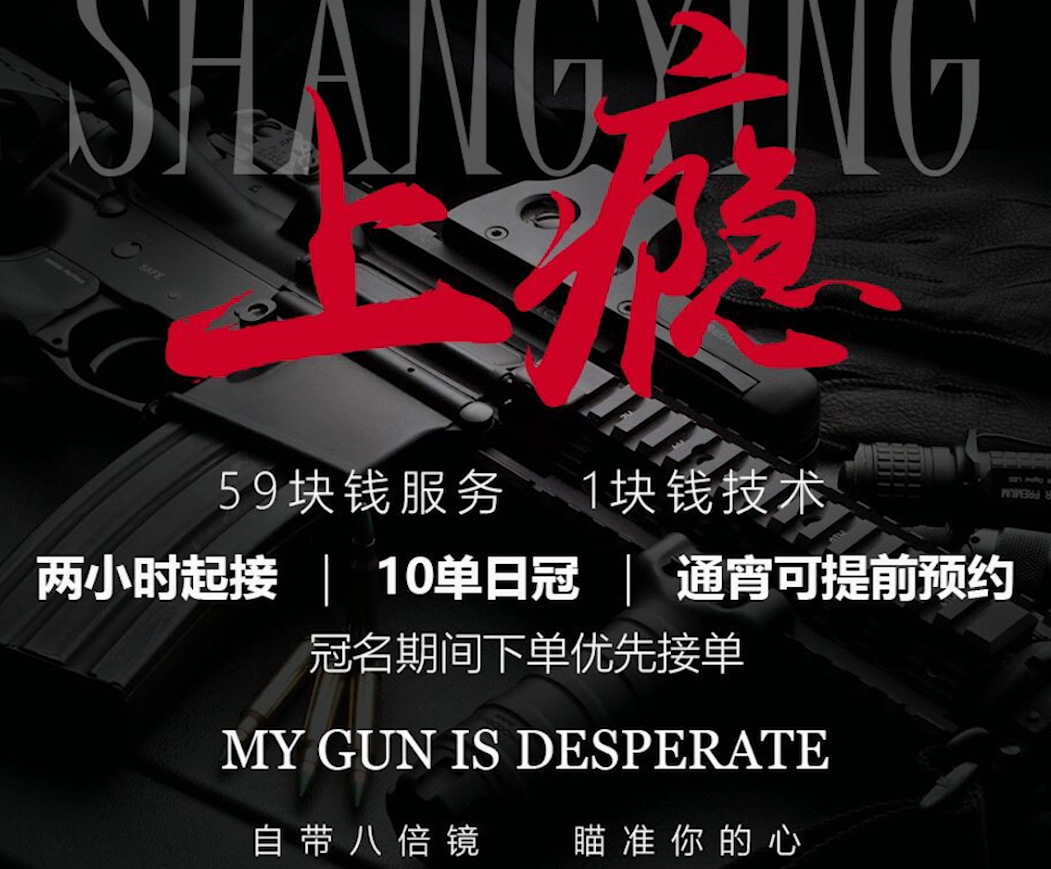 SHANGYING
上瘾
59块钱服务 1块钱技术
两小时起接 | 10单日冠 | 通宵可提前预约
冠名期间下单优先接单
MY GUN IS DESPERATE
自带八倍镜 瞄准你的心
SAFE